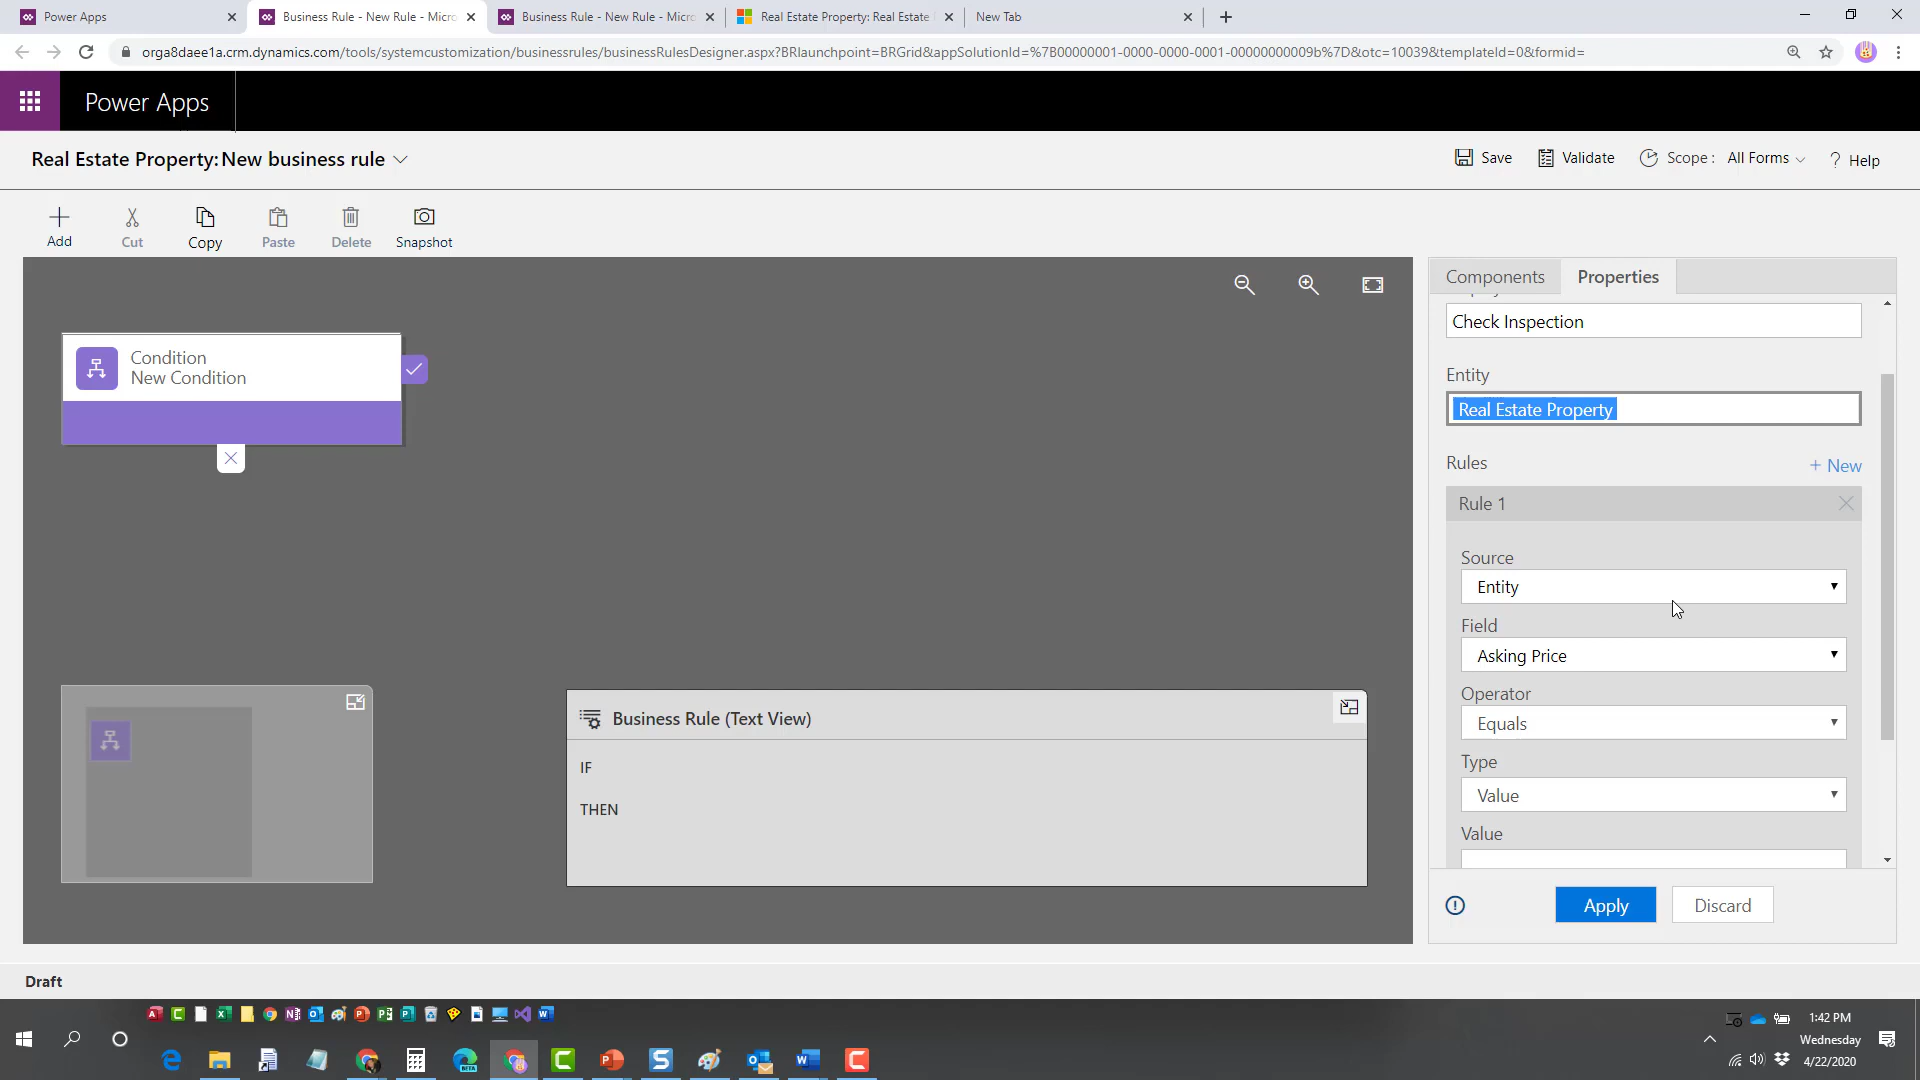 Power Apps
Business Rule - New Rule - Micro
Business Rule - New Rule - Micro
Real Estate Property: Real Estate
New Tab
orga8daee1a.crm.dynamics.com/tools/systemcustomization/businessrules/businessRulesDesigner.aspx?BRlaunchpoint=BRGrid&appSolutionId=%7B00000001-0000-0000-0001-00000000009b%7D&otc=10039&templateId=0&formid=
Power Apps
Real Estate Property: New business rule
Save
Validate
Scope :
All Forms
? Help
Add
Cut
Copy
Paste
Delete
Snapshot
Components
Properties
Condition
New Condition
Check Inspection
Entity
Real Estate Property
Rules
+ New
Rule 1
Source
Entity
Field
Asking Price
Operator
Equals
Type
Value
Value
Business Rule (Text View)
IF
THEN
Apply
Discard
Draft
1:42 PM
Wednesday
4/22/2020